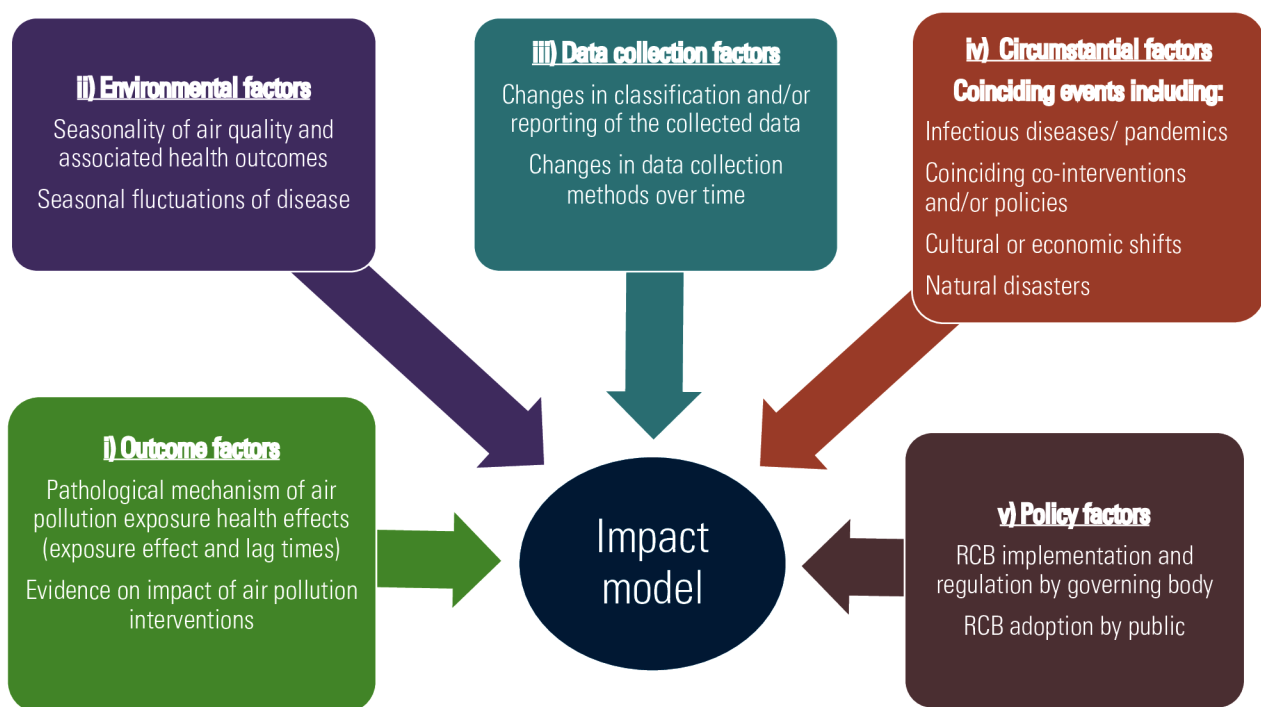 ii) Environmental factors
Seasonality of air quality and
associated health outcomes
Seasonal fluctuations of disease
iii) Data collection factors
Changes in classification and/or
reporting of the collected data
Changes in data collection
methods over time
iv) Circumstantial factors
Coinciding events including:
Infectious diseases/ pandemics
Coinciding co-interventions
and/or policies
Cultural or economic shifts
Natural disasters
i) Outcome factors
Pathological mechanism of air
pollution exposure health effects
(exposure effect and lag times)
Evidence on impact of air pollution
interventions
Impact
model
v) Policy factors
RCB implementation and
regulation by governing body
RCB adoption by public